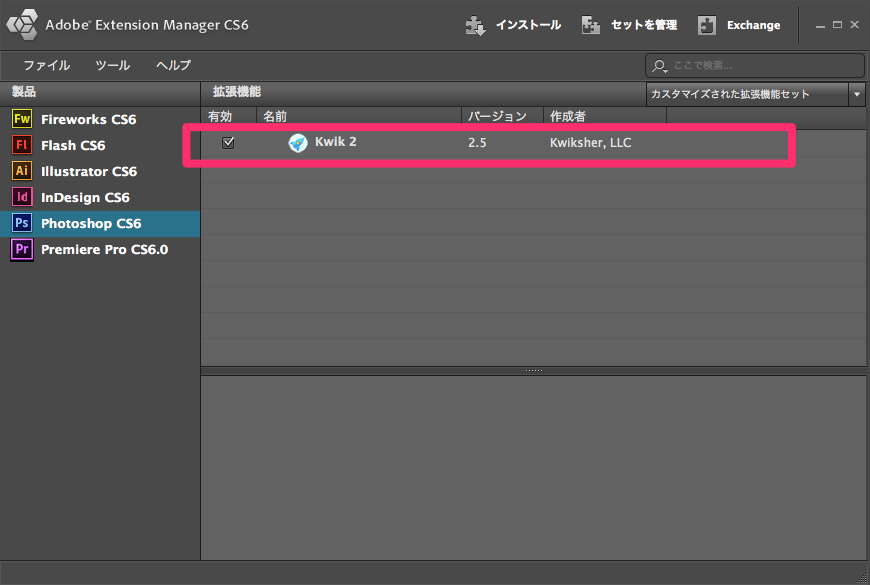 Adobe® Extension Manager CS6
インストール セットを管理 Exchange
ファイル ツール ヘルプ
ここで検索...
製品
拡張機能
カスタマイズされた拡張機能セット
有効 名前 バージョン 作成者
Kwik 2 2.5 Kwiksher, LLC
Fw Fireworks CS6
Fl Flash CS6
Ai Illustrator CS6
Id InDesign CS6
Ps Photoshop CS6
Pr Premiere Pro CS6.0